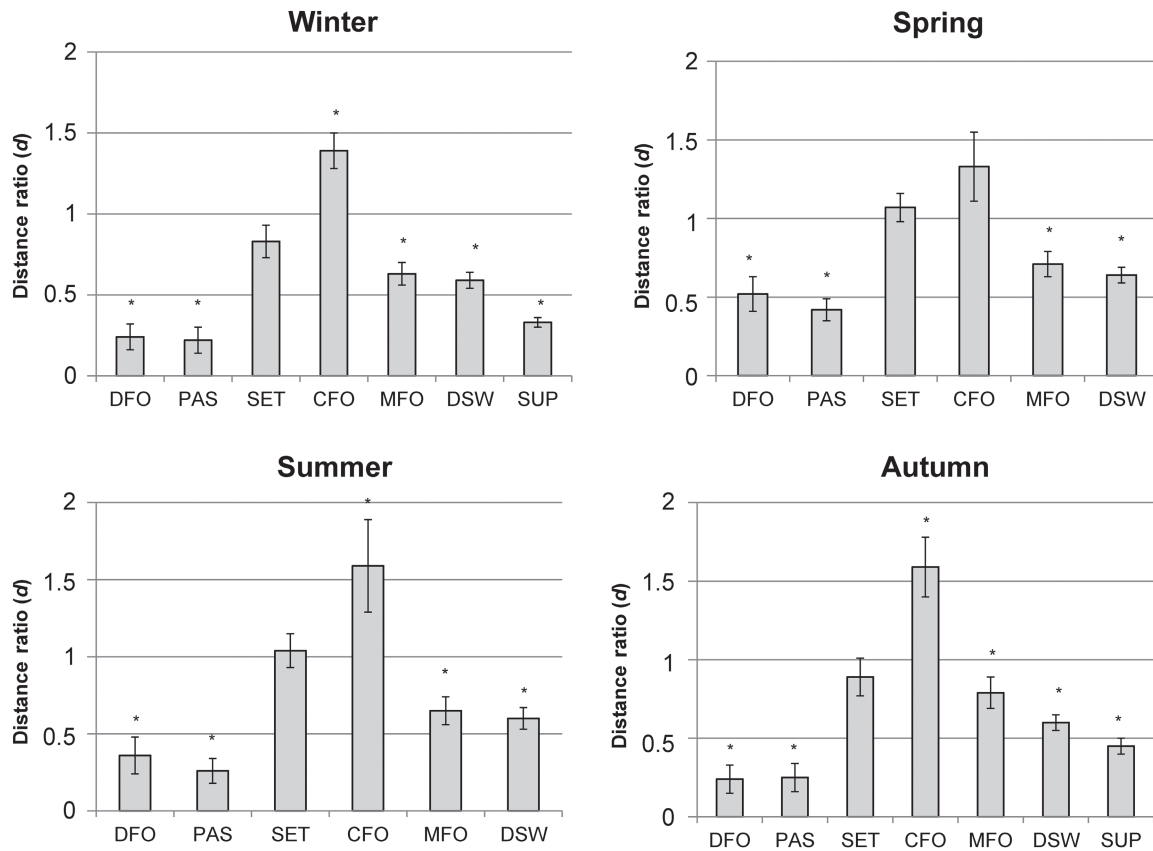 Winter
Distance ratio (d)
2
1.5
1
0.5
0
* * * * * *
DFO PAS SET CFO MFO DSW SUP
Spring
Distance ratio (d)
2
1.5
1
0.5
0
* * * *
DFO PAS SET CFO MFO DSW
Summer
Distance ratio (d)
2
1.5
1
0.5
0
* * * * *
DFO PAS SET CFO MFO DSW
Autumn
Distance ratio (d)
2
1.5
1
0.5
0
* * * * * *
DFO PAS SET CFO MFO DSW SUP